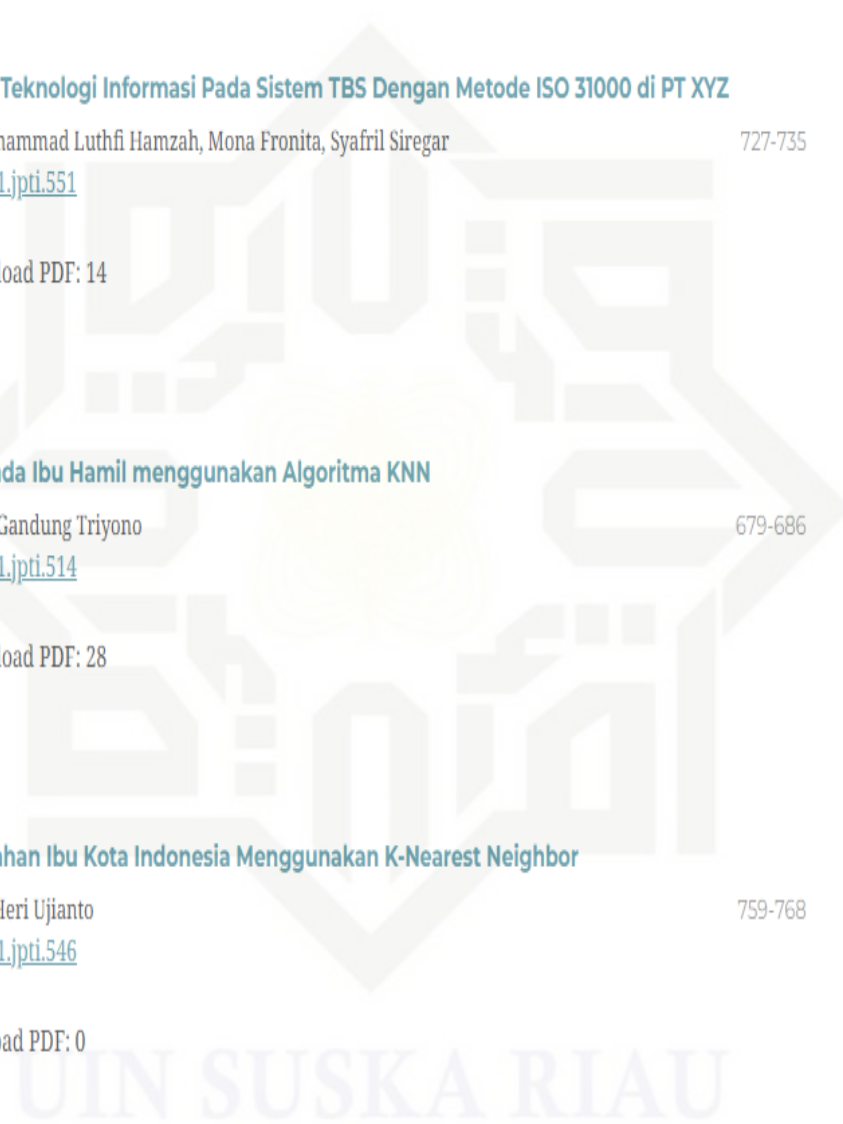 Teknologi Informasi Pada Sistem TBS Dengan Metode ISO 31000 di PT XYZ
hammad Luthfi Hamzah, Mona Fronita, Syafril Siregar 727-735
1.jpti.551
load PDF: 14
da Ibu Hamil menggunakan Algoritma KNN
Gandung Triyono 679-686
1.jpti.514
load PDF: 28
ahan Ibu Kota Indonesia Menggunakan K-Nearest Neighbor
Heri Ujianto 759-768
1.jpti.546
oad PDF: 0
UIN SUSKA RIAU